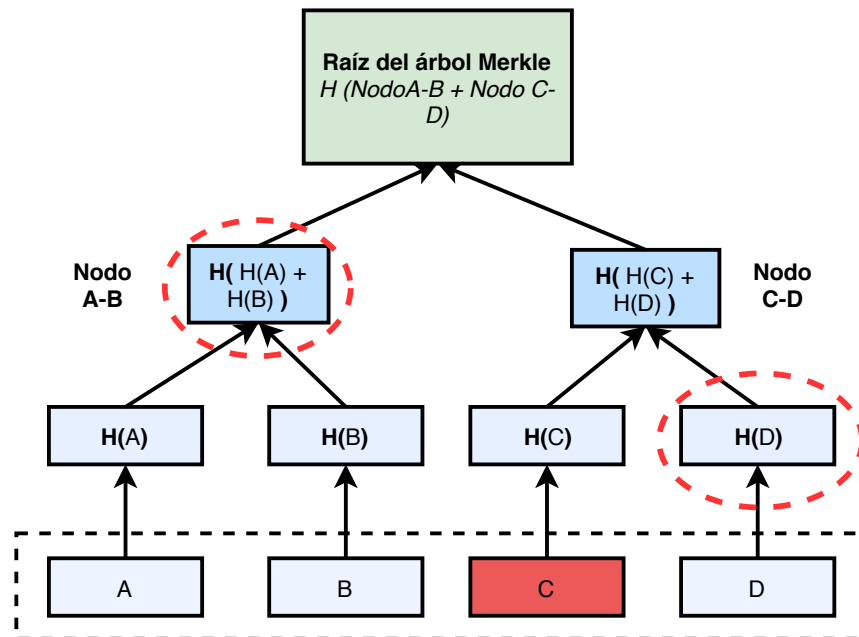 Raíz del árbol Merkle
H (NodoA-B + Nodo C-
D)
Nodo
A-B
H( H(A) +
H(B) )
H( H(C) +
H(D) )
Nodo
C-D
H(A)
H(B)
H(C)
H(D)
A
B
C
D